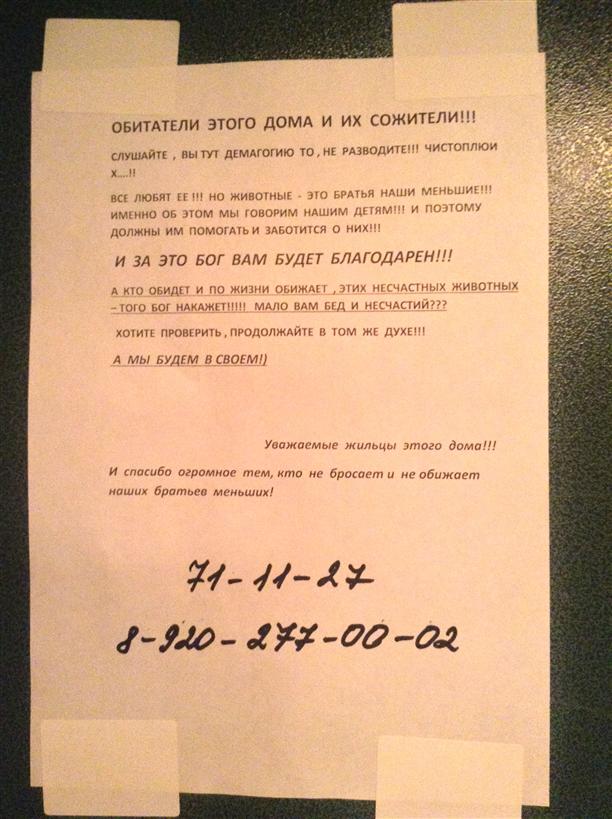 ОБИТАТЕЛИ ЭТОГО ДОМА И ИХ СОЖИТЕЛИ!!!
СЛУШАЙТЕ , ВЫ ТУТ ДЕМАГОГИЮ ТО , НЕ РАЗВОДИТЕ!!! ЧИСТОПЛЮИ
Х....!!
ВСЕ ЛЮБЯТ ЕЕ !!! НО ЖИВОТНЫЕ - ЭТО БРАТЬЯ НАШИ МЕНЬШИЕ!!!
ИМЕННО ОБ ЭТОМ МЫ ГОВОРИМ НАШИМ ДЕТЯМ!!! И ПОЭТОМУ
ДОЛЖНЫ ИМ ПОМОГАТЬ И ЗАБОТИТСЯ О НИХ!!!
И ЗА ЭТО БОГ ВАМ БУДЕТ БЛАГОДАРЕН!!!
А КТО ОБИДЕТ И ПО ЖИЗНИ ОБИЖАЕТ , ЭТИХ НЕСЧАСТНЫХ ЖИВОТНЫХ
– ТОГО БОГ НАКАЖЕТ!!!!! МАЛО ВАМ БЕД И НЕСЧАСТИЙ???
ХОТИТЕ ПРОВЕРИТЬ , ПРОДОЛЖАЙТЕ В ТОМ ЖЕ ДУХЕ!!!
А МЫ БУДЕМ В СВОЕМ!)
Уважаемые жильцы этого дома!!!
И спасибо огромное тем, кто не бросает и не обижает
наших братьев меньших!
71-11-27
8-920-277-00-02